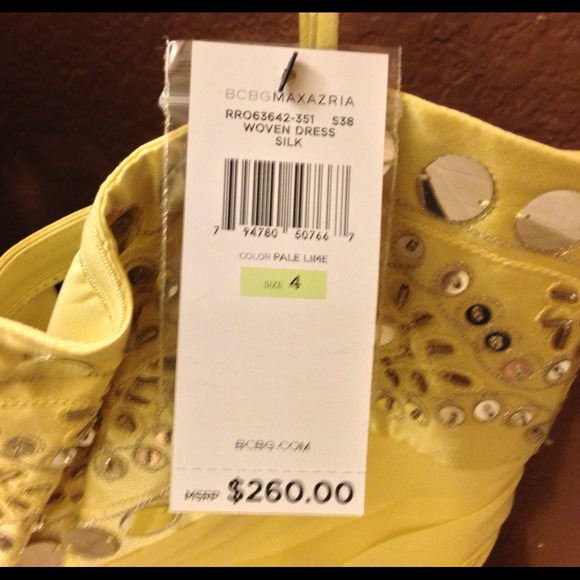 BCBGMAXAZRIA
RRO63642-351 S38
WOVEN DRESS
SILK
7 94780 50766 7
COLOR PALE LIME
SIZE 4
BCBG.COM
MSRP $260.00